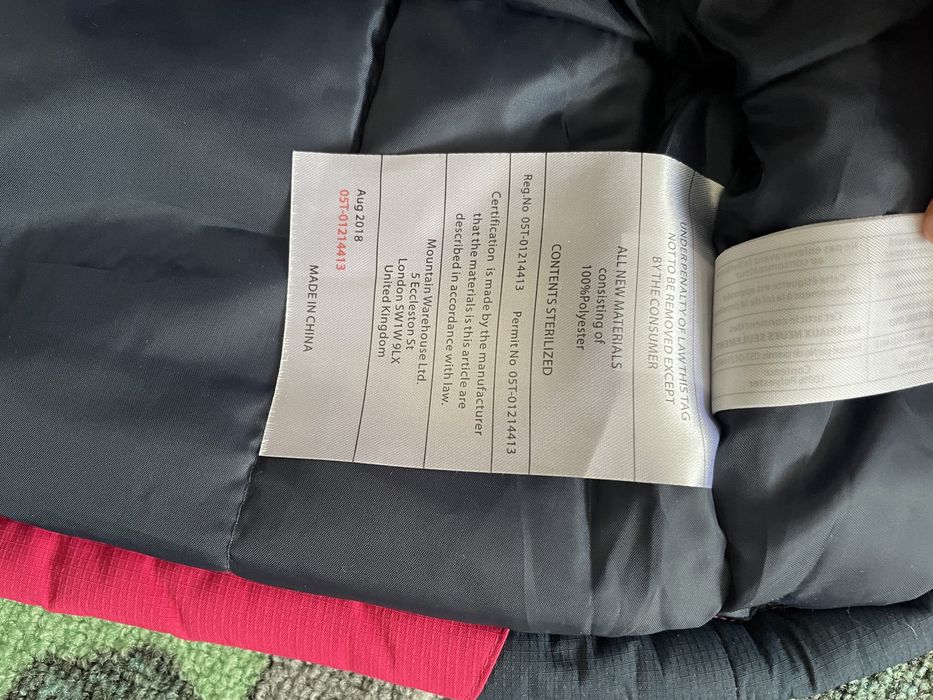 UNDER PENALTY OF LAW THIS TAG
NOT TO BE REMOVED EXCEPT
BY THE CONSUMER
ALL NEW MATERIALS
consisting of
100%Polyester
CONTENTS STERILIZED
Reg.No 05T-01214413 Permit No 05T-01214413
Certification is made by the manufacturer
that the materials is this article are
described in accordance with law.
Mountain Warehouse Ltd.
5 Eccleston St
London SW1W 9LX
United Kingdom
Aug 2018
05T-01214413
MADE IN CHINA